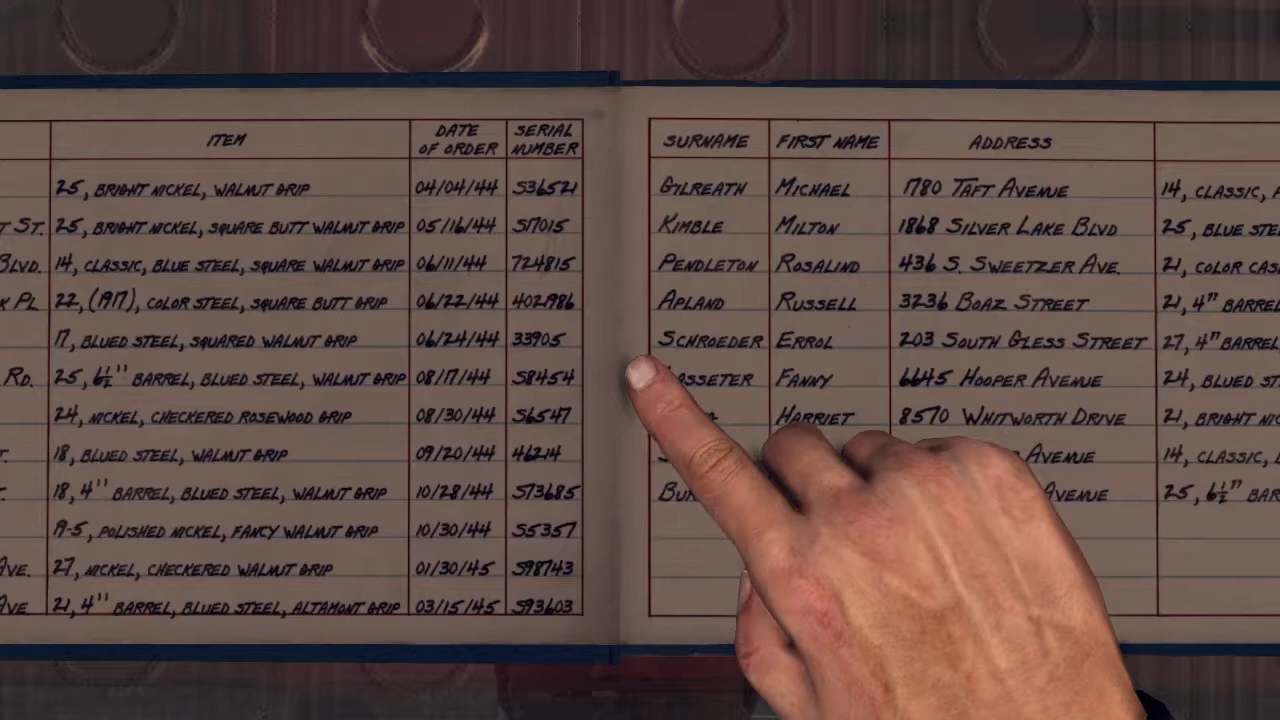 ITEM DATE OF ORDER SERIAL NUMBER
25, BRIGHT NICKEL, WALNUT GRIP 04/04/44 S36521
ST. 25, BRIGHT NICKEL, SQUARE BUTT WALNUT GRIP 05/16/44 S17015
BLVD. 14, CLASSIC, BLUE STEEL, SQUARE WALNUT GRIP 06/11/44 724815
PL 22, (1917), COLOR STEEL, SQUARE BUTT GRIP 06/22/44 402986
17, BLUED STEEL, SQUARED WALNUT GRIP 06/24/44 33905
RD. 25, 6½" BARREL, BLUED STEEL, WALNUT GRIP 08/17/44 S8454
24, NICKEL, CHECKERED ROSEWOOD GRIP 08/30/44 S6547
18, BLUED STEEL, WALNUT GRIP 09/20/44 46214
18, 4" BARREL, BLUED STEEL, WALNUT GRIP 10/28/44 S73685
A-5, POLISHED NICKEL, FANCY WALNUT GRIP 10/30/44 S5357
AVE. 27, NICKEL, CHECKERED WALNUT GRIP 01/30/45 S98743
AVE 21, 4" BARREL, BLUED STEEL, ALTAMONT GRIP 03/15/45 S93603
SURNAME FIRST NAME ADDRESS
GILREATH MICHAEL 1780 TAFT AVENUE 14, CLASSIC,
KIMBLE MILTON 1868 SILVER LAKE BLVD 25, BLUE STEE
PENDLETON ROSALIND 436 S. SWEETZER AVE. 21, COLOR CAS
APLAND RUSSELL 3236 BOAZ STREET 21, 4" BARREL
SCHROEDER ERROL 203 SOUTH GLESS STREET 27, 4" BARREL
ASSETER FANNY 6645 HOOPER AVENUE 24, BLUED ST
HARRIET 8570 WHITWORTH DRIVE 21, BRIGHT NIC
AVENUE 14, CLASSIC,
BU AVENUE 25, 6½" BAR